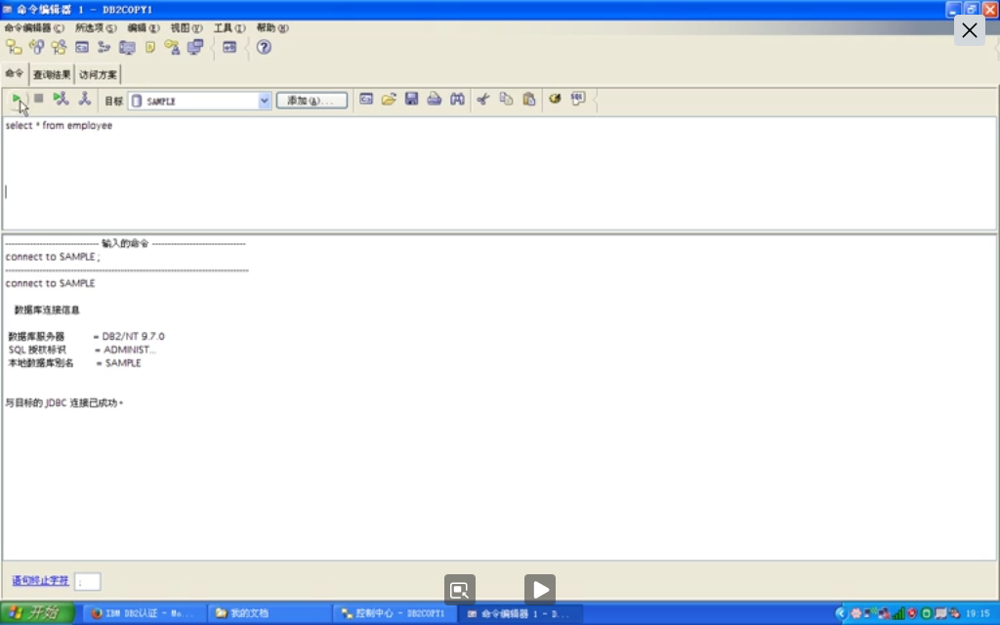 命令编辑器 1 - DB2COPY1
命令编辑器(C) 所选项(S) 编辑(E) 视图(V) 工具(T) 帮助(H)
命令 查询结果 访问方案
目标 SAMPLE 添加(A)...
select * from employee
------------------------------ 输入的命令 ------------------------------
connect to SAMPLE ;
------------------------------------------------------------------------------
connect to SAMPLE
数据库连接信息
数据库服务器 = DB2/NT 9.7.0
SQL 授权标识 = ADMINIST...
本地数据库别名 = SAMPLE
与目标的 JDBC 连接已成功。
语句终止字符 ;
开始 IBM DB2认证 - Mo... 我的文档 控制中心 - DB2COPY1 命令编辑器 1 - D... 19:15